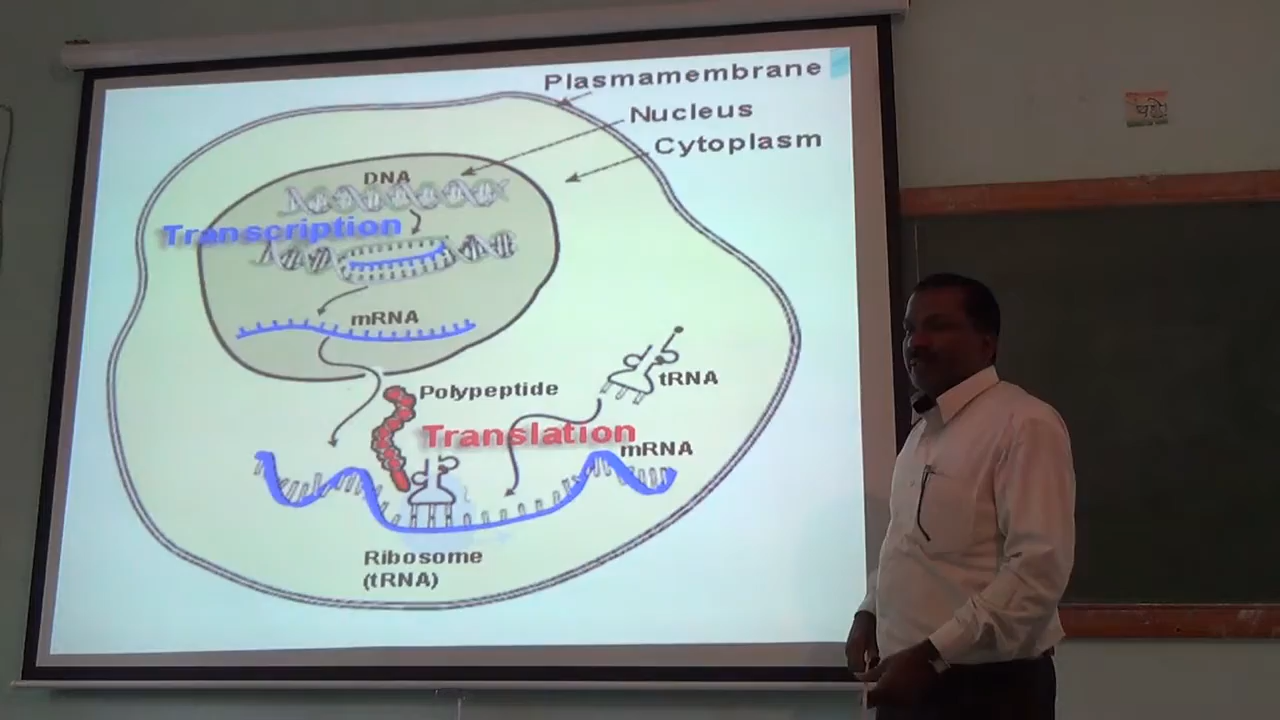 Plasmamembrane
Nucleus
Cytoplasm
DNA
Transcription
mRNA
Polypeptide
tRNA
Translation
mRNA
Ribosome
(tRNA)